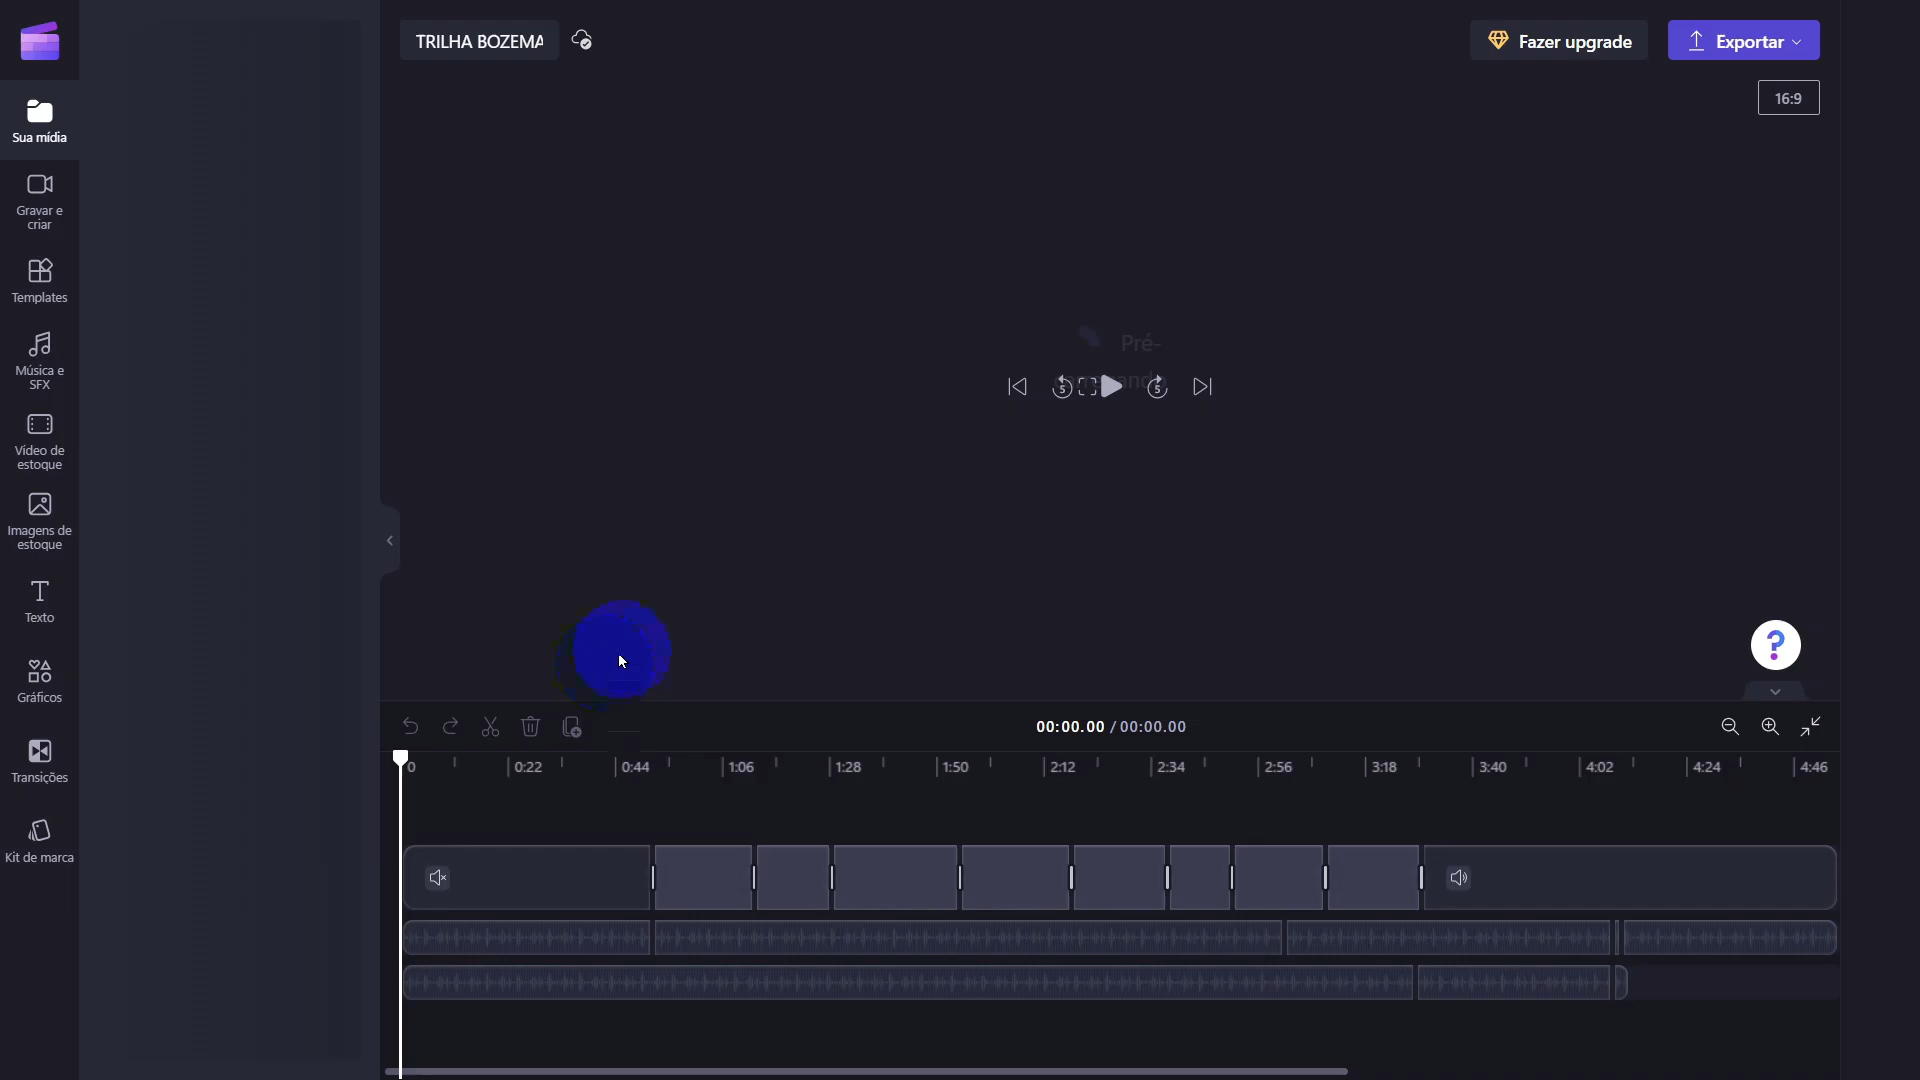 TRILHA BOZEMA
Fazer upgrade
Exportar
16:9
Sua mídia
Gravar e
criar
Templates
Música e
SFX
Vídeo de
estoque
Imagens de
estoque
Texto
Gráficos
Transições
Kit de marca
Pré-
carregando
5
5
?
00:00.00 / 00:00.00
0
0:22
0:44
1:06
1:28
1:50
2:12
2:34
2:56
3:18
3:40
4:02
4:24
4:46